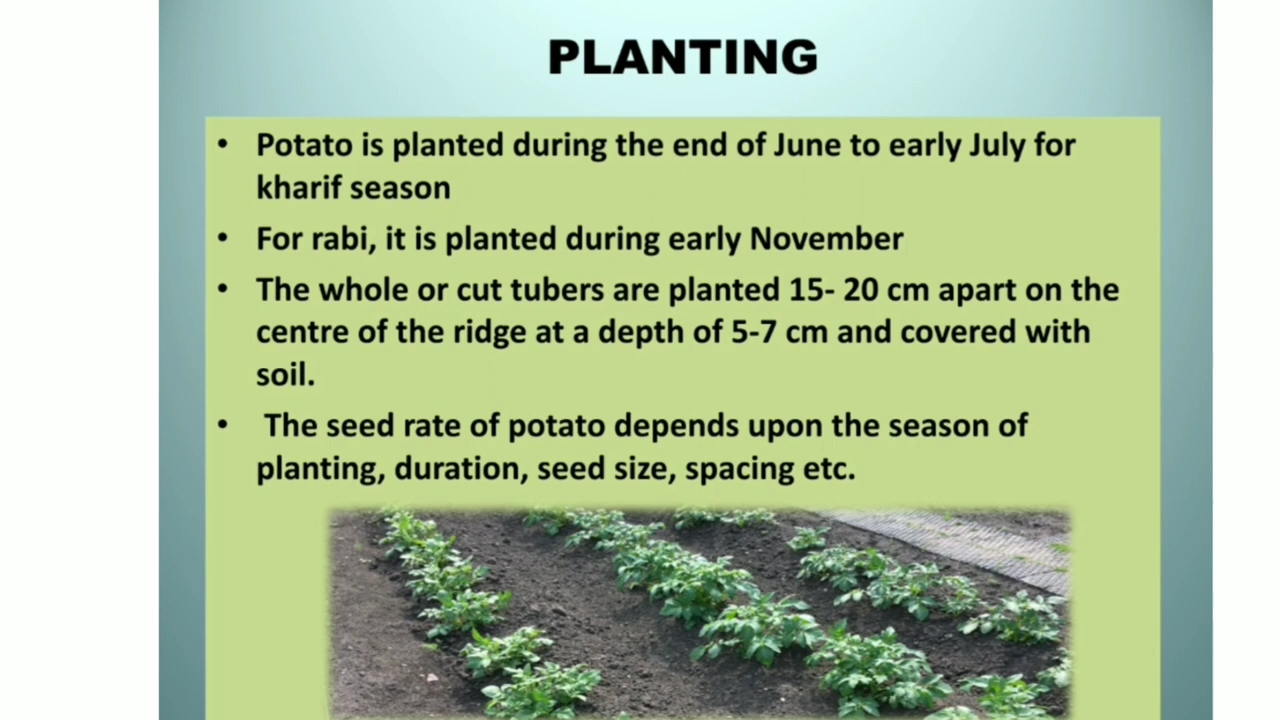 PLANTING
• Potato is planted during the end of June to early July for
kharif season
• For rabi, it is planted during early November
• The whole or cut tubers are planted 15- 20 cm apart on the
centre of the ridge at a depth of 5-7 cm and covered with
soil.
• The seed rate of potato depends upon the season of
planting, duration, seed size, spacing etc.